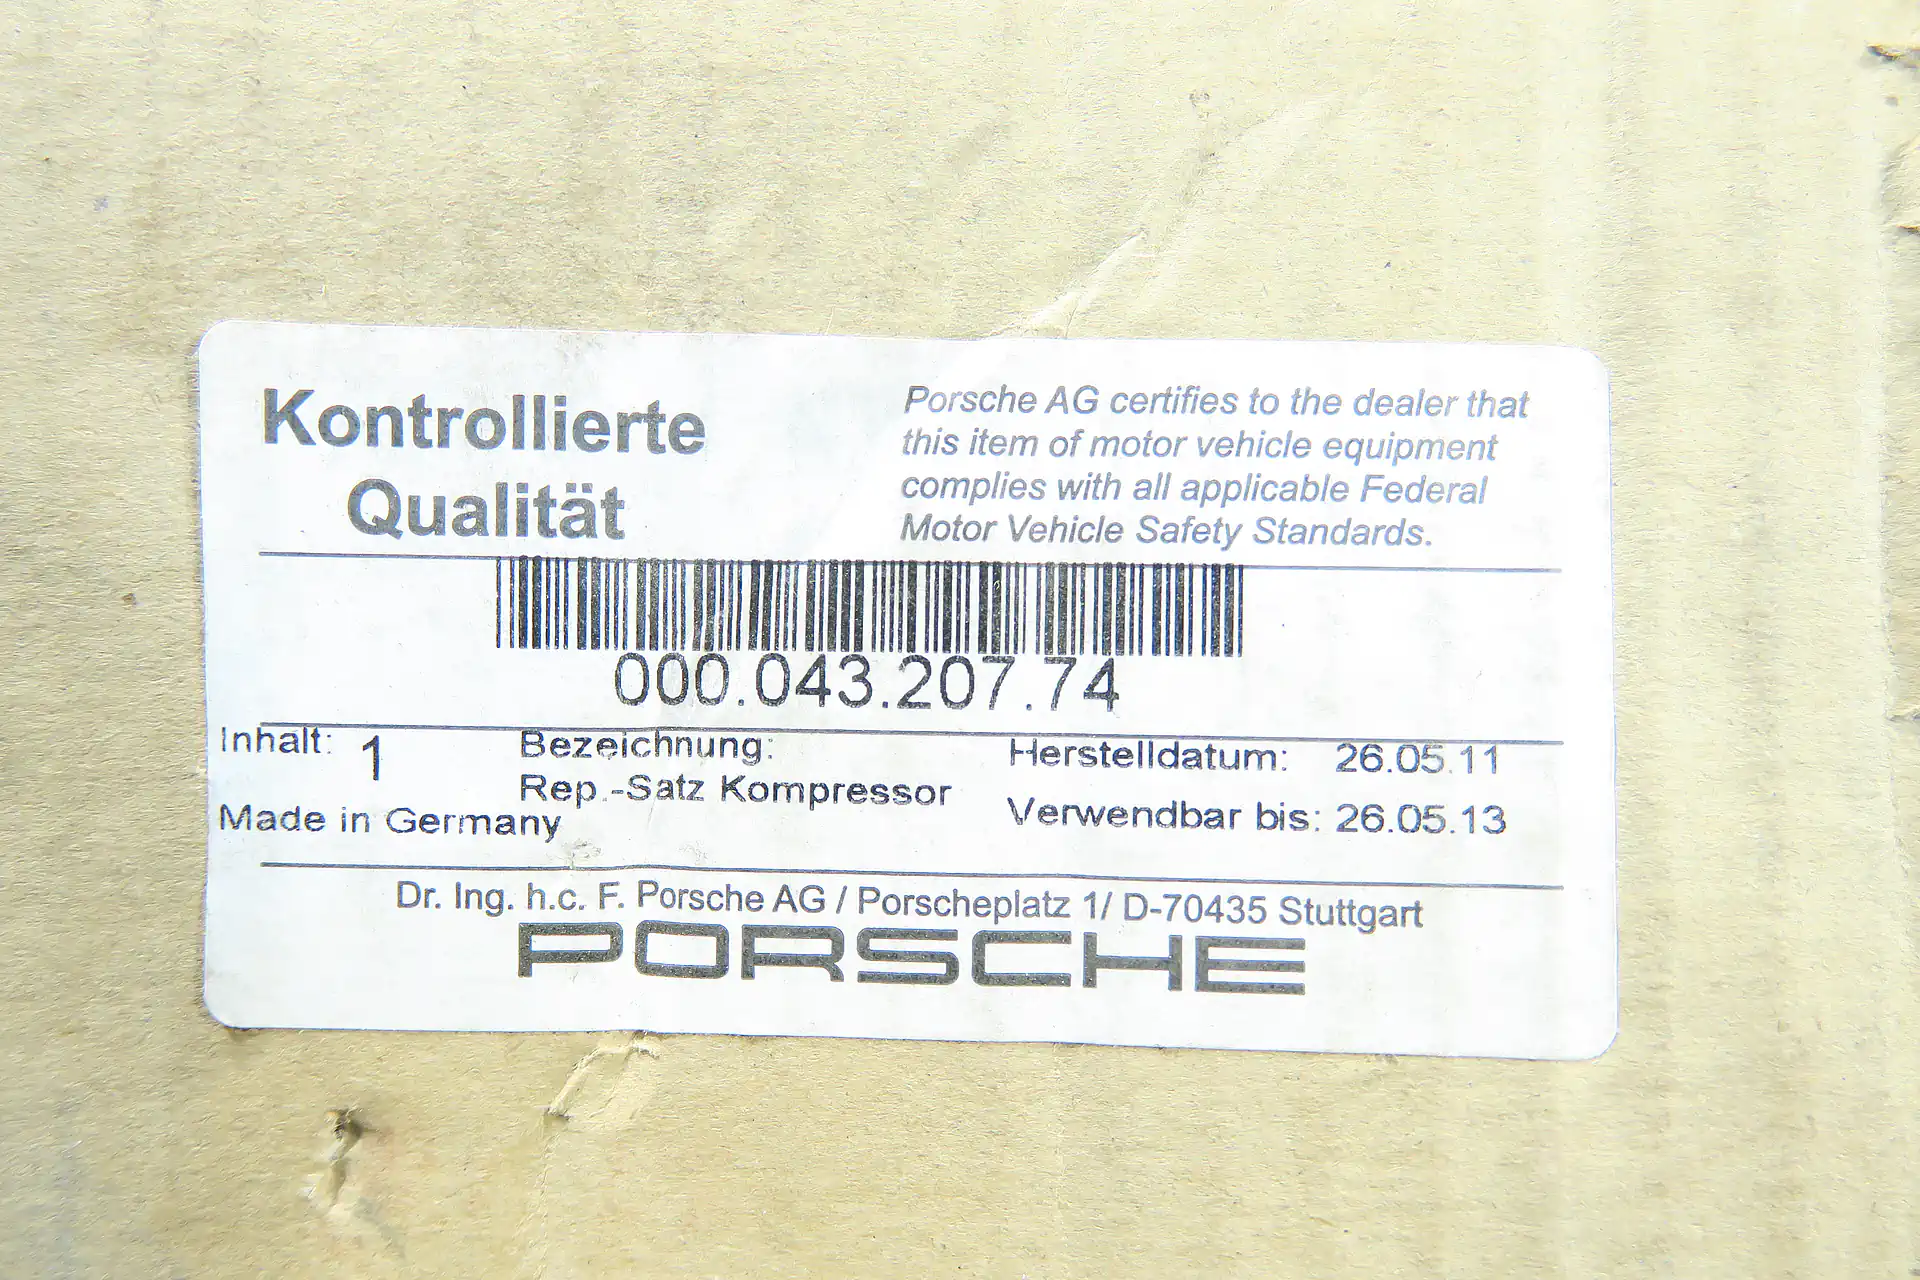 Kontrollierte
Qualität
Porsche AG certifies to the dealer that
this item of motor vehicle equipment
complies with all applicable Federal
Motor Vehicle Safety Standards.
000.043.207.74
Inhalt: 1
Bezeichnung:
Rep.-Satz Kompressor
Herstelldatum: 26.05.11
Verwendbar bis: 26.05.13
Made in Germany
Dr. Ing. h.c. F. Porsche AG / Porscheplatz 1/ D-70435 Stuttgart
PORSCHE